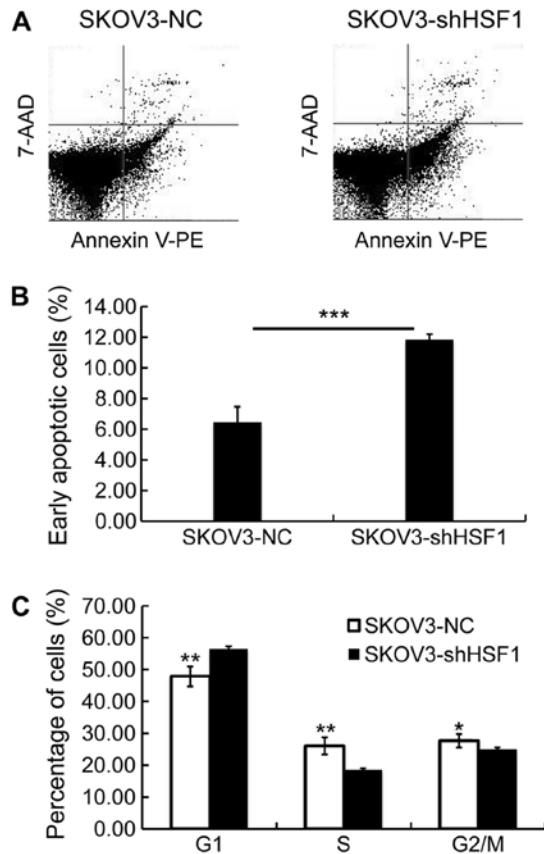 A
SKOV3-NC
SKOV3-shHSF1
7-AAD
7-AAD
Annexin V-PE
Annexin V-PE
B
Early apoptotic cells (%)
14.00
12.00
10.00
8.00
6.00
4.00
2.00
0.00
***
SKOV3-NC
SKOV3-shHSF1
C
Percentage of cells (%)
70.00
60.00
50.00
40.00
30.00
20.00
10.00
0.00
SKOV3-NC
SKOV3-shHSF1
**
**
*
G1
S
G2/M